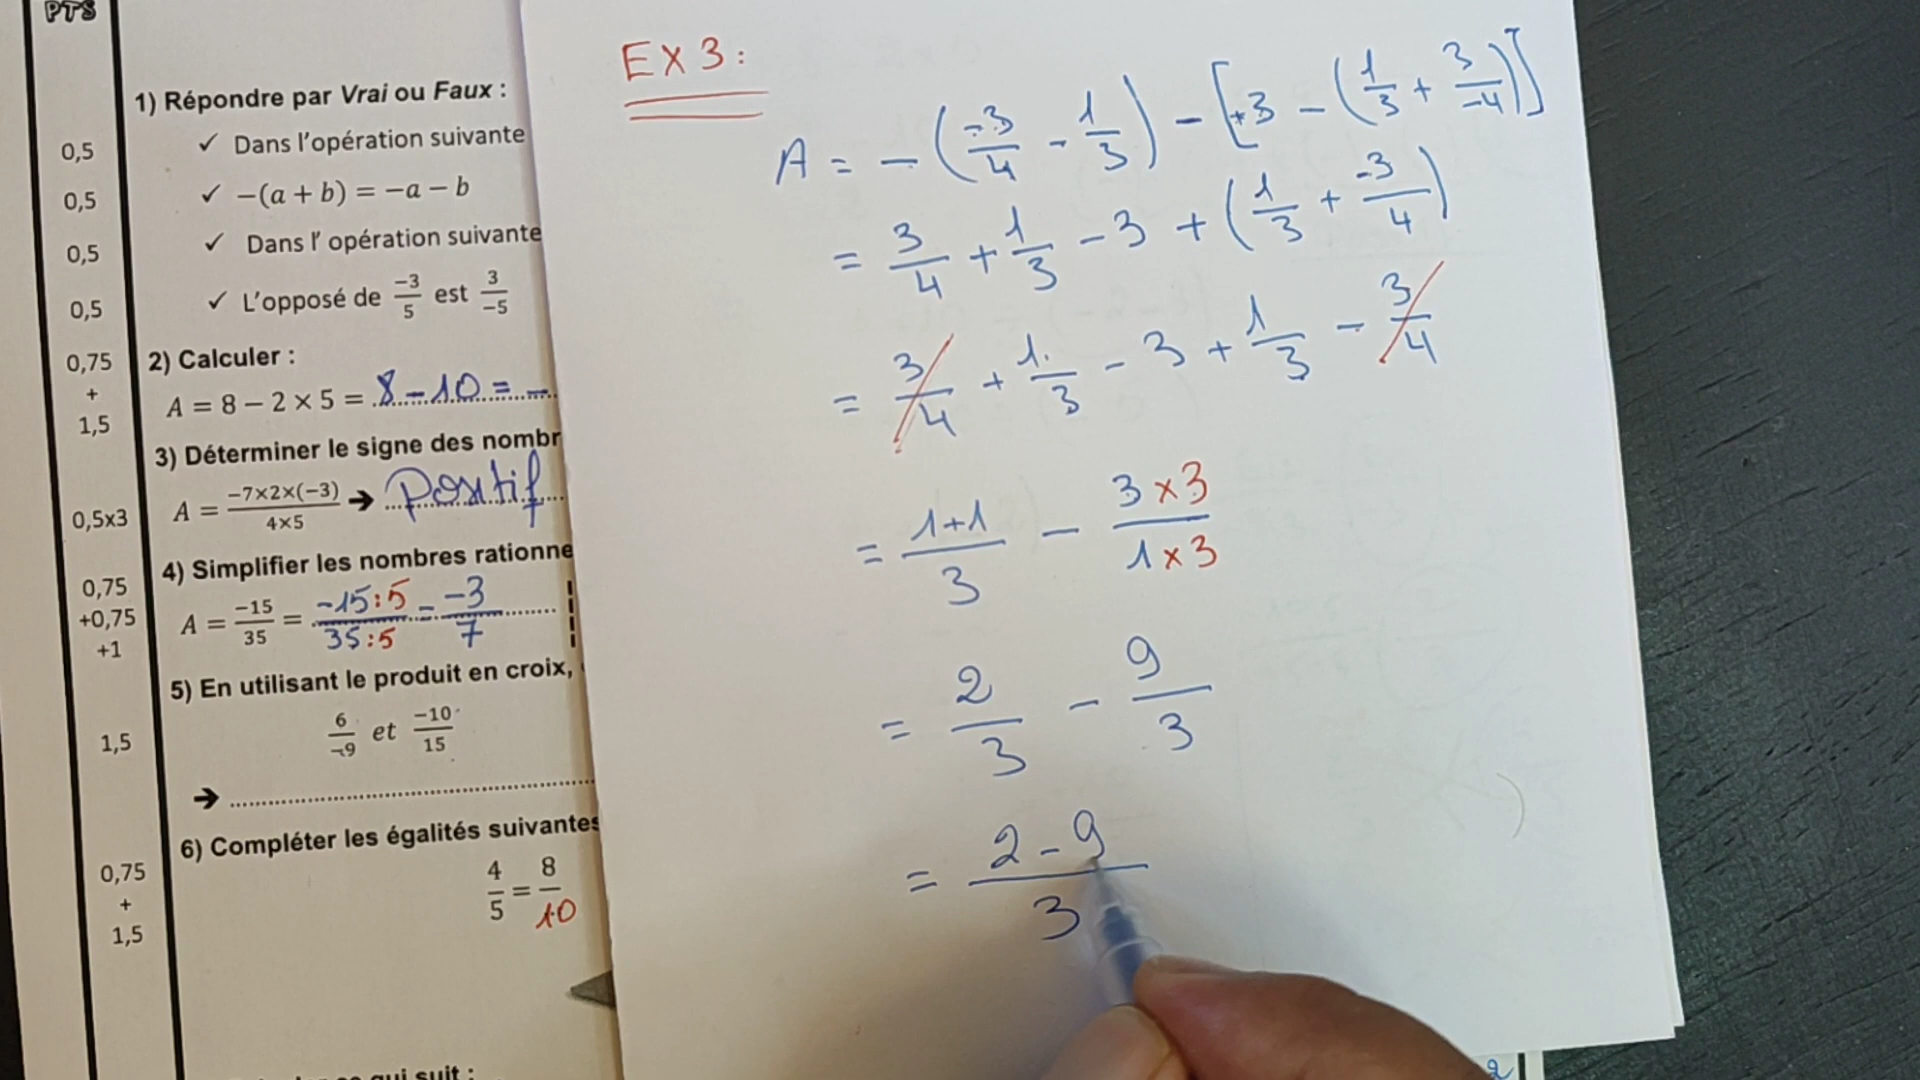 PTS
1) Répondre par Vrai ou Faux :
0,5 ✓ Dans l'opération suivante
0,5 ✓ −(a + b) = −a − b
0,5 ✓ Dans l' opération suivante
0,5 ✓ L'opposé de -3/5 est 3/-5
0,75 + 1,5
2) Calculer :
A = 8 − 2 × 5 = 8 - 10 = -
3) Déterminer le signe des nombr
0,5x3 A = −7×2×(−3)/4×5 ➔ Positif
4) Simplifier les nombres rationne
0,75 +0,75 +1
A = −15/35 = -15:5/35:5 = -3/7
5) En utilisant le produit en croix,
1,5 6/−9 et −10/15
➔
6) Compléter les égalités suivantes
0,75 + 1,5
4/5 = 8/10
qui suit :
EX 3 :
A = - (-3/4 - 1/3) - [+3 - (1/3 + 3/-4)]
= 3/4 + 1/3 - 3 + (1/3 + -3/4)
= 3/4 + 1/3 - 3 + 1/3 - 3/4
= 1+1/3 - 3×3/1×3
= 2/3 - 9/3
= 2-9/3
2